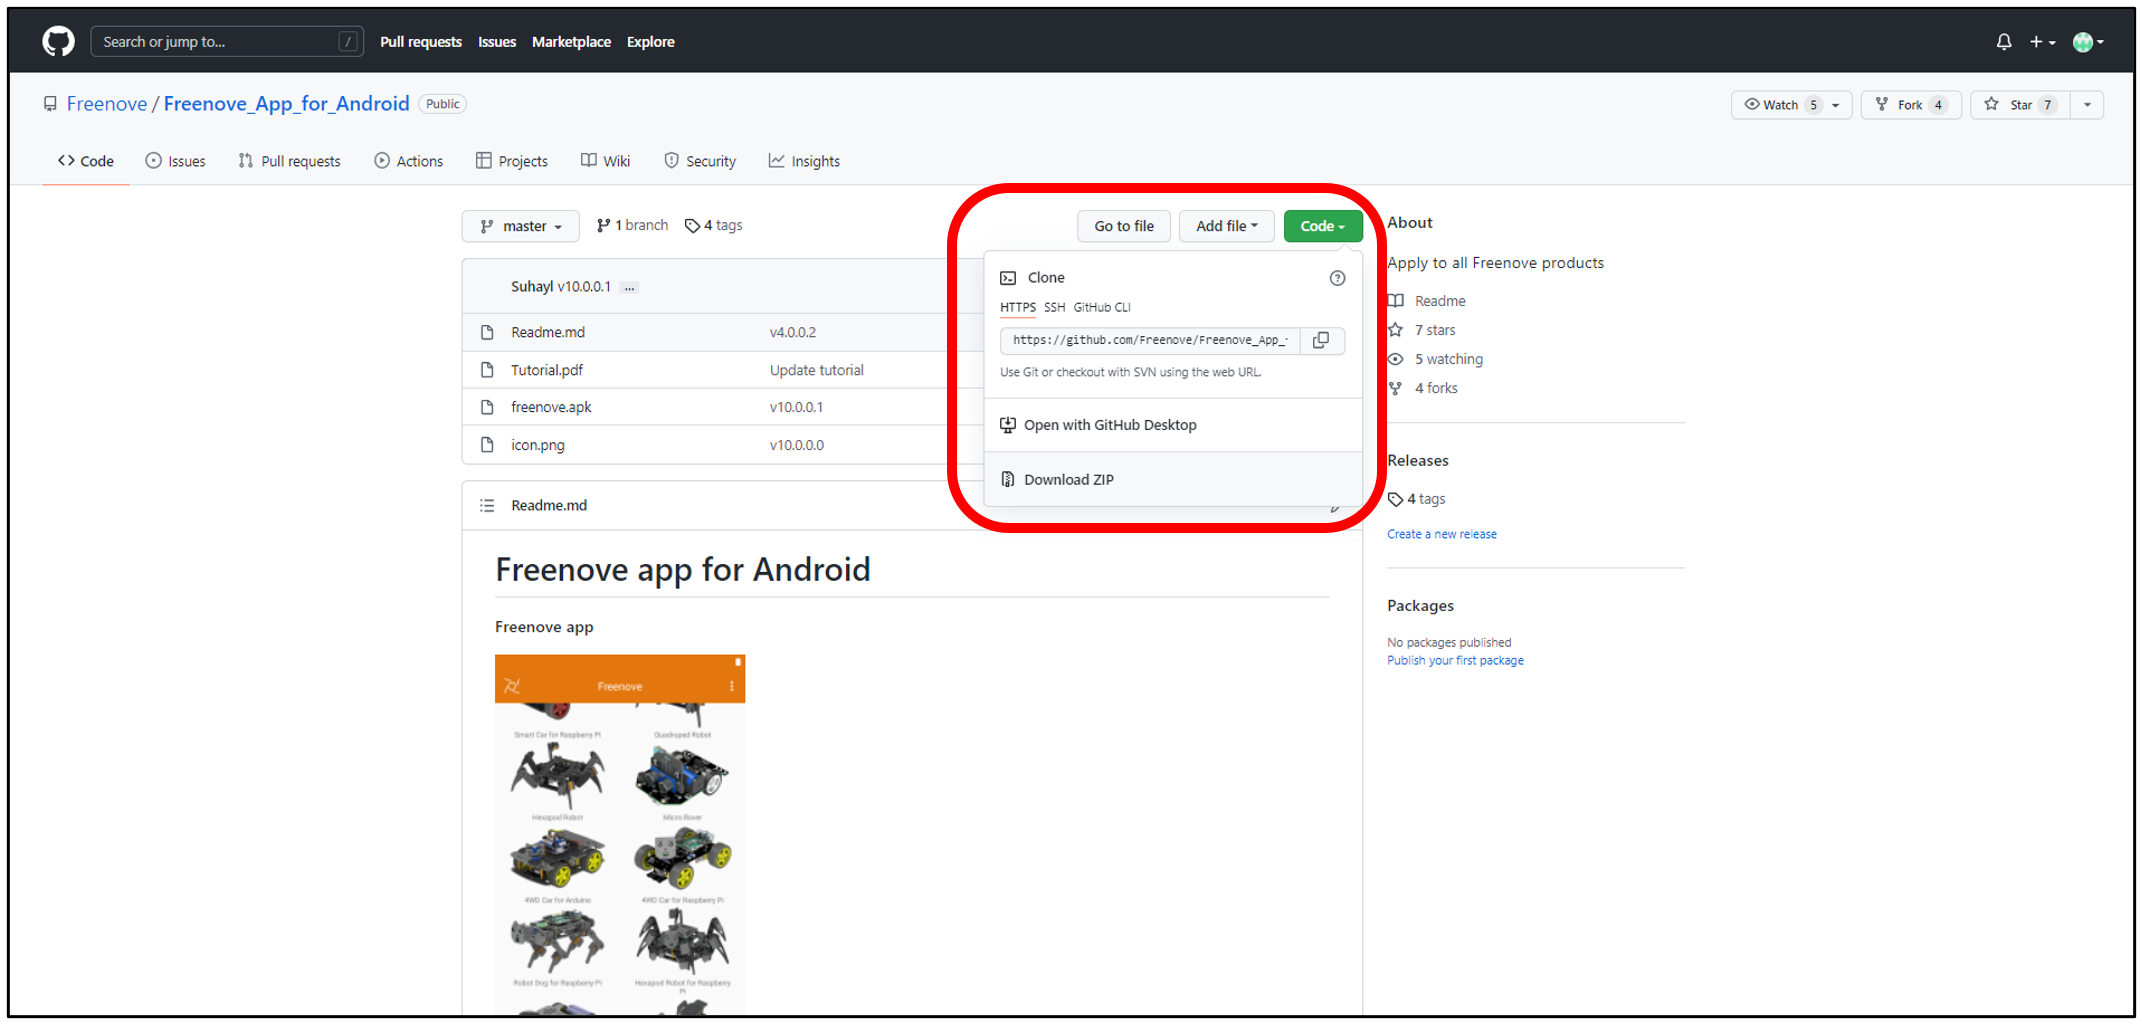 Search or jump to... /
Pull requests Issues Marketplace Explore
Freenove / Freenove_App_for_Android Public
Watch 5 Fork 4 Star 7
Code Issues Pull requests Actions Projects Wiki Security Insights
master 1 branch 4 tags
Go to file Add file Code
Suhayl v10.0.0.1 ...
Readme.md v4.0.0.2
Tutorial.pdf Update tutorial
freenove.apk v10.0.0.1
icon.png v10.0.0.0
Clone
HTTPS SSH GitHub CLI
https://github.com/Freenove/Freenove_App_
Use Git or checkout with SVN using the web URL.
Open with GitHub Desktop
Download ZIP
About
Apply to all Freenove products
Readme
7 stars
5 watching
4 forks
Releases
4 tags
Create a new release
Packages
No packages published
Publish your first package
Readme.md
Freenove app for Android
Freenove app
Freenove
Smart Car for Raspberry Pi Quadruped Robot
Hexapod Robot Micro Rover
4WD Car for Arduino 4WD Car for Raspberry Pi
Robot Dog for Raspberry Pi Hexapod Robot for Raspberry
Pi